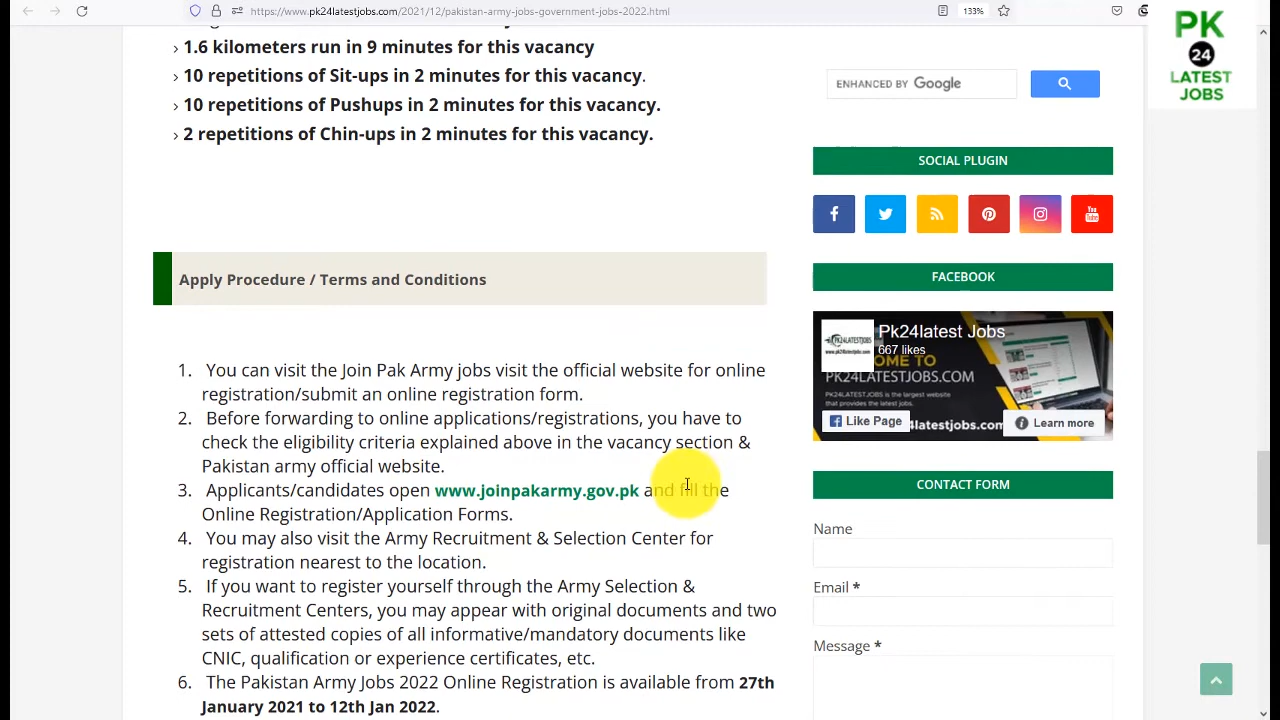 https://www.pk24latestjobs.com/2021/12/pakistan-army-jobs-government-jobs-2022.html
133%
PK
24
LATEST
JOBS
1.6 kilometers run in 9 minutes for this vacancy
10 repetitions of Sit-ups in 2 minutes for this vacancy.
10 repetitions of Pushups in 2 minutes for this vacancy.
2 repetitions of Chin-ups in 2 minutes for this vacancy.
Apply Procedure / Terms and Conditions
1. You can visit the Join Pak Army jobs visit the official website for online
registration/submit an online registration form.
2. Before forwarding to online applications/registrations, you have to
check the eligibility criteria explained above in the vacancy section &
Pakistan army official website.
3. Applicants/candidates open www.joinpakarmy.gov.pk and fill the
Online Registration/Application Forms.
4. You may also visit the Army Recruitment & Selection Center for
registration nearest to the location.
5. If you want to register yourself through the Army Selection &
Recruitment Centers, you may appear with original documents and two
sets of attested copies of all informative/mandatory documents like
CNIC, qualification or experience certificates, etc.
6. The Pakistan Army Jobs 2022 Online Registration is available from 27th
January 2021 to 12th Jan 2022.
ENHANCED BY Google
SOCIAL PLUGIN
You
FACEBOOK
Pk24latest Jobs
667 likes
OME TO
PK24LATESTJOBS.COM
Like Page
Learn more
CONTACT FORM
Name
Email *
Message *